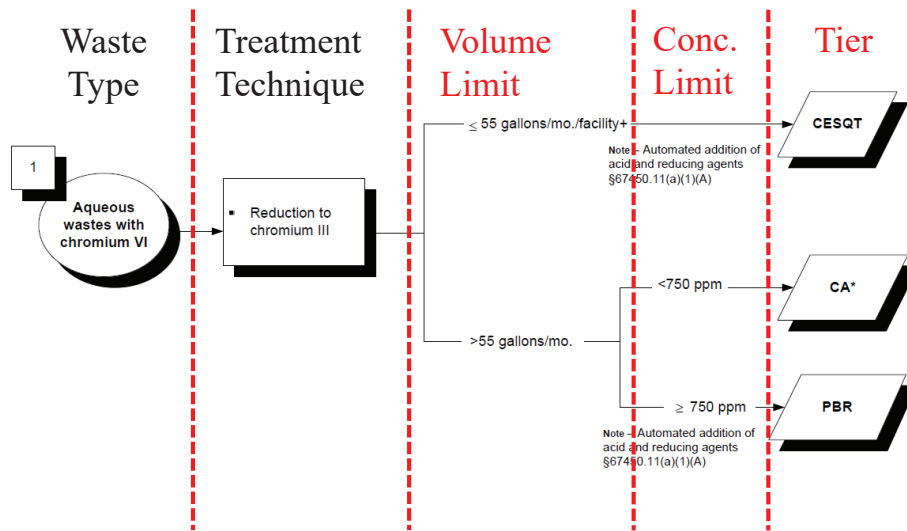 Waste
Type
Treatment
Technique
Volume
Limit
Conc.
Limit
Tier
1
Aqueous
wastes with
chromium VI
▪ Reduction to
chromium III
≤ 55 gallons/mo./facility+
Note – Automated addition of
acid and reducing agents
§67450.11(a)(1)(A)
CESQT
>55 gallons/mo.
<750 ppm
CA*
≥ 750 ppm
Note – Automated addition of
acid and reducing agents
§67450.11(a)(1)(A)
PBR